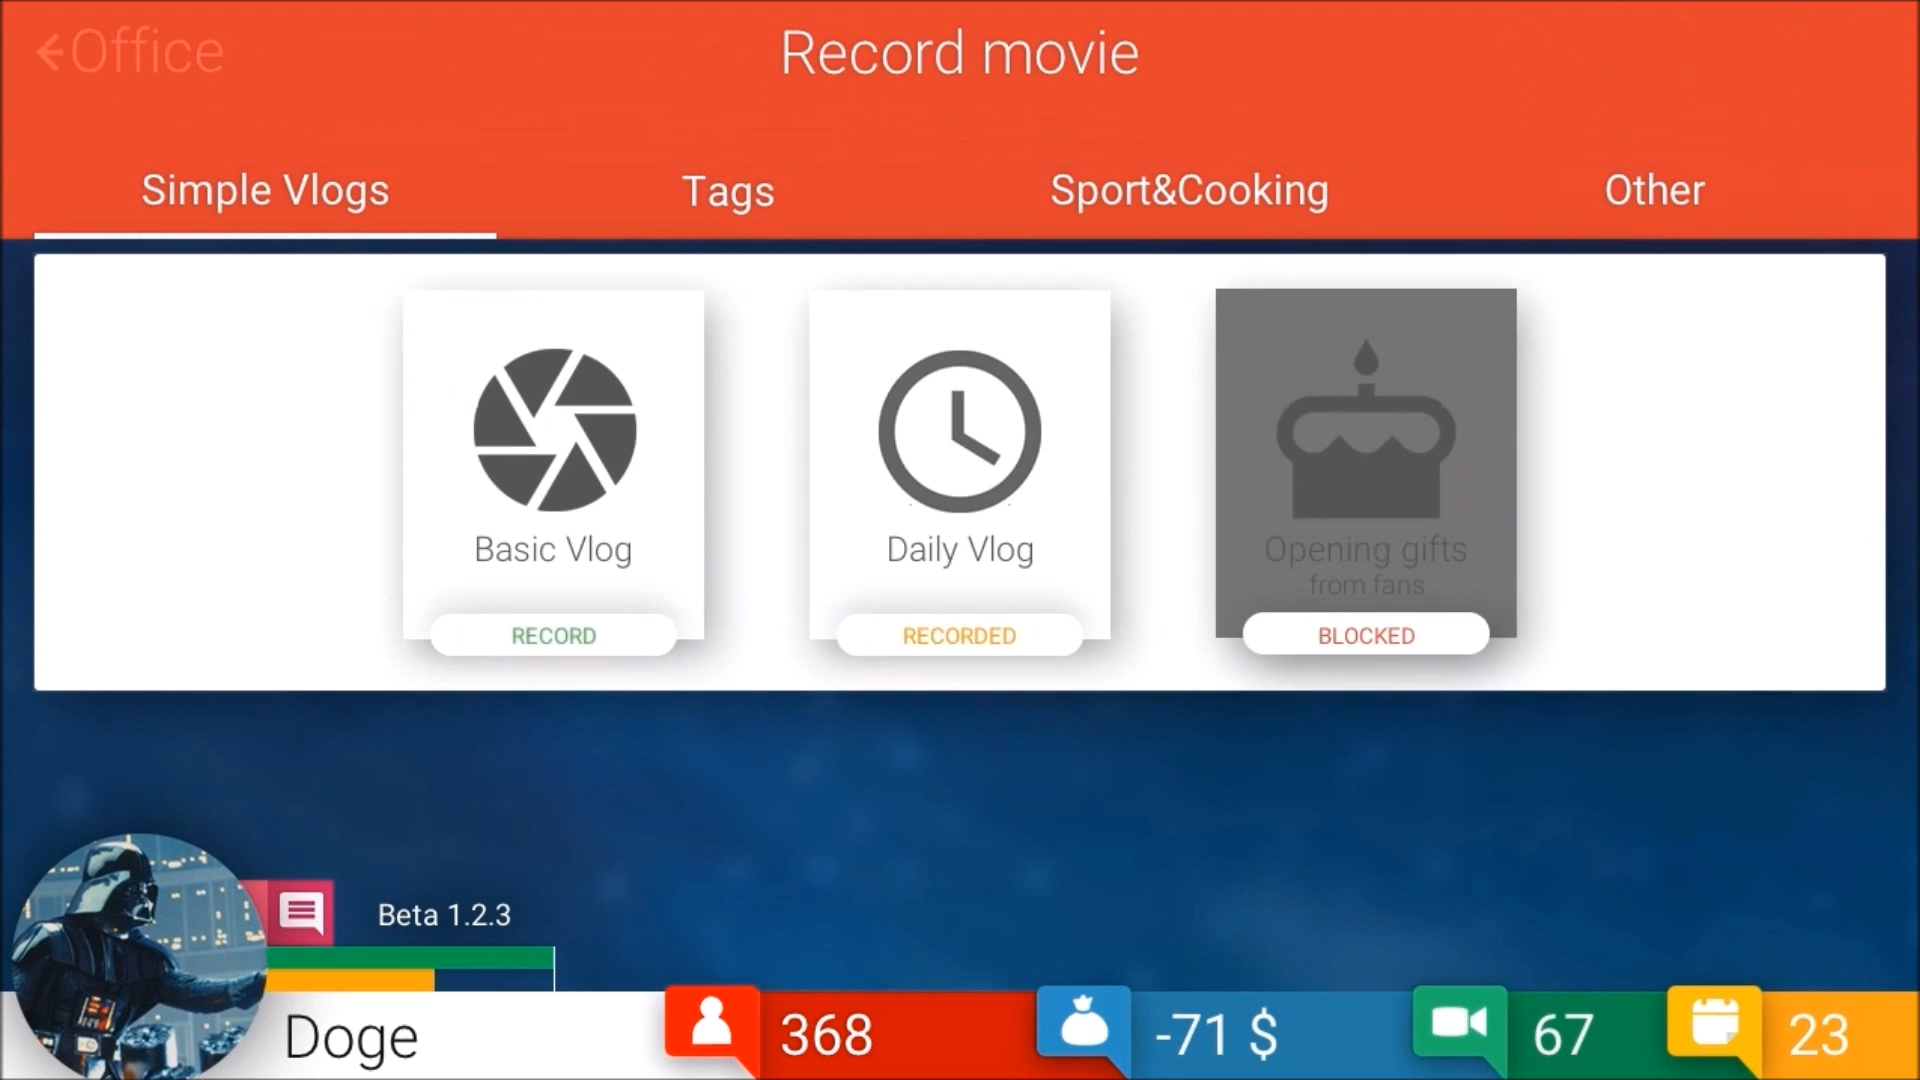 Office
Record movie
Simple Vlogs
Tags
Sport&Cooking
Other
Basic Vlog
RECORD
Daily Vlog
RECORDED
Opening gifts
from fans
BLOCKED
Beta 1.2.3
Doge
368
-71 $
67
23